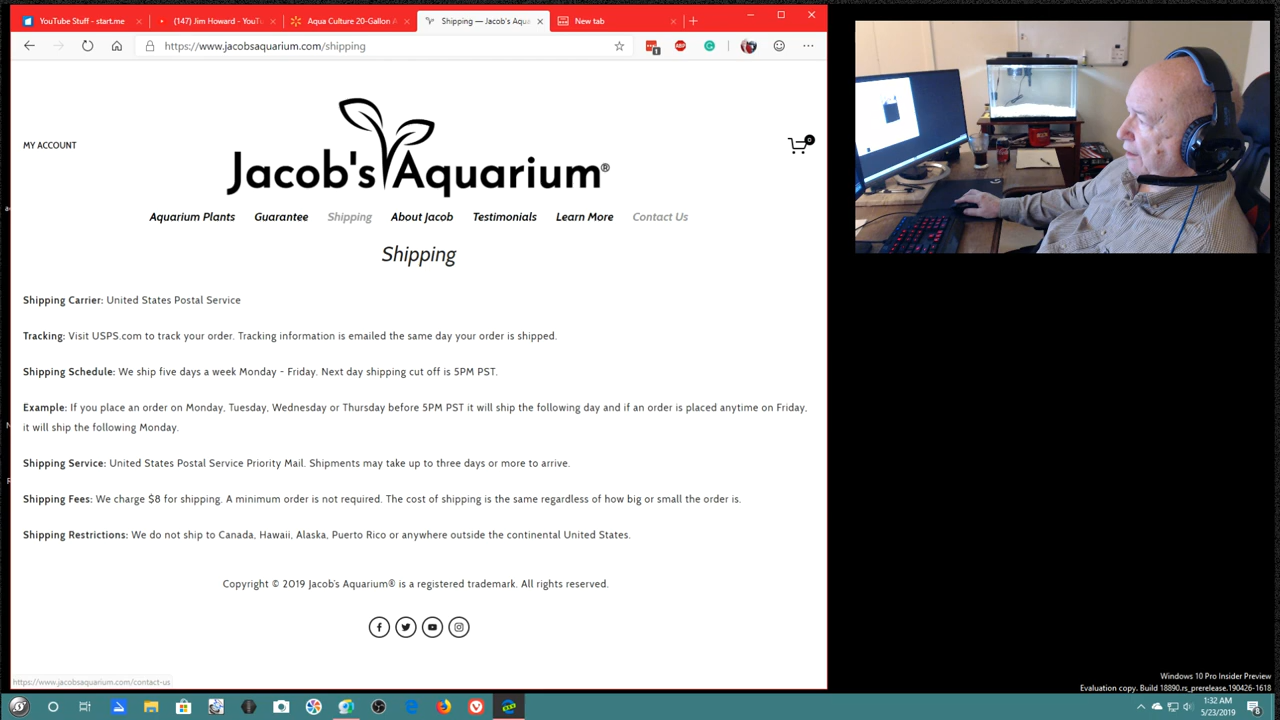 YouTube Stuff - start.me
(147) Jim Howard - YouTu
Aqua Culture 20-Gallon A
Shipping — Jacob's Aqua
New tab
https://www.jacobsaquarium.com/shipping
1
MY ACCOUNT
Jacob's Aquarium®
0
Aquarium Plants Guarantee Shipping About Jacob Testimonials Learn More Contact Us
Shipping
Shipping Carrier: United States Postal Service
Tracking: Visit USPS.com to track your order. Tracking information is emailed the same day your order is shipped.
Shipping Schedule: We ship five days a week Monday - Friday. Next day shipping cut off is 5PM PST.
Example: If you place an order on Monday, Tuesday, Wednesday or Thursday before 5PM PST it will ship the following day and if an order is placed anytime on Friday,
it will ship the following Monday.
Shipping Service: United States Postal Service Priority Mail. Shipments may take up to three days or more to arrive.
Shipping Fees: We charge $8 for shipping. A minimum order is not required. The cost of shipping is the same regardless of how big or small the order is.
Shipping Restrictions: We do not ship to Canada, Hawaii, Alaska, Puerto Rico or anywhere outside the continental United States.
Copyright © 2019 Jacob's Aquarium® is a registered trademark. All rights reserved.
https://www.jacobsaquarium.com/contact-us
Windows 10 Pro Insider Preview
Evaluation copy. Build 18890.rs_prerelease.190426-1618
1:32 AM
5/23/2019